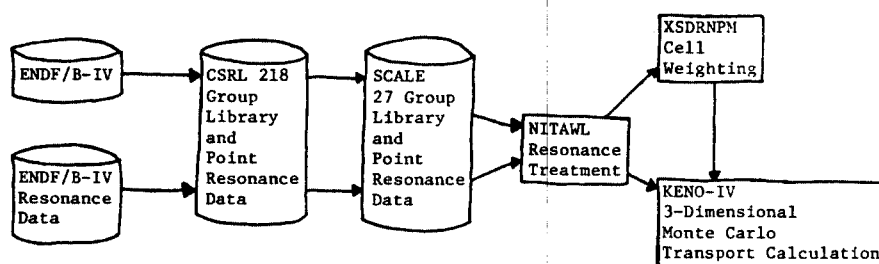 ENDF/B-IV
ENDF/B-IV
Resonance
Data
CSRL 218
Group
Library
and
Point
Resonance
Data
SCALE
27 Group
Library
and
Point
Resonance
Data
NITAWL
Resonance
Treatment
XSDRNPM
Cell
Weighting
KENO-IV
3-Dimensional
Monte Carlo
Transport Calculation